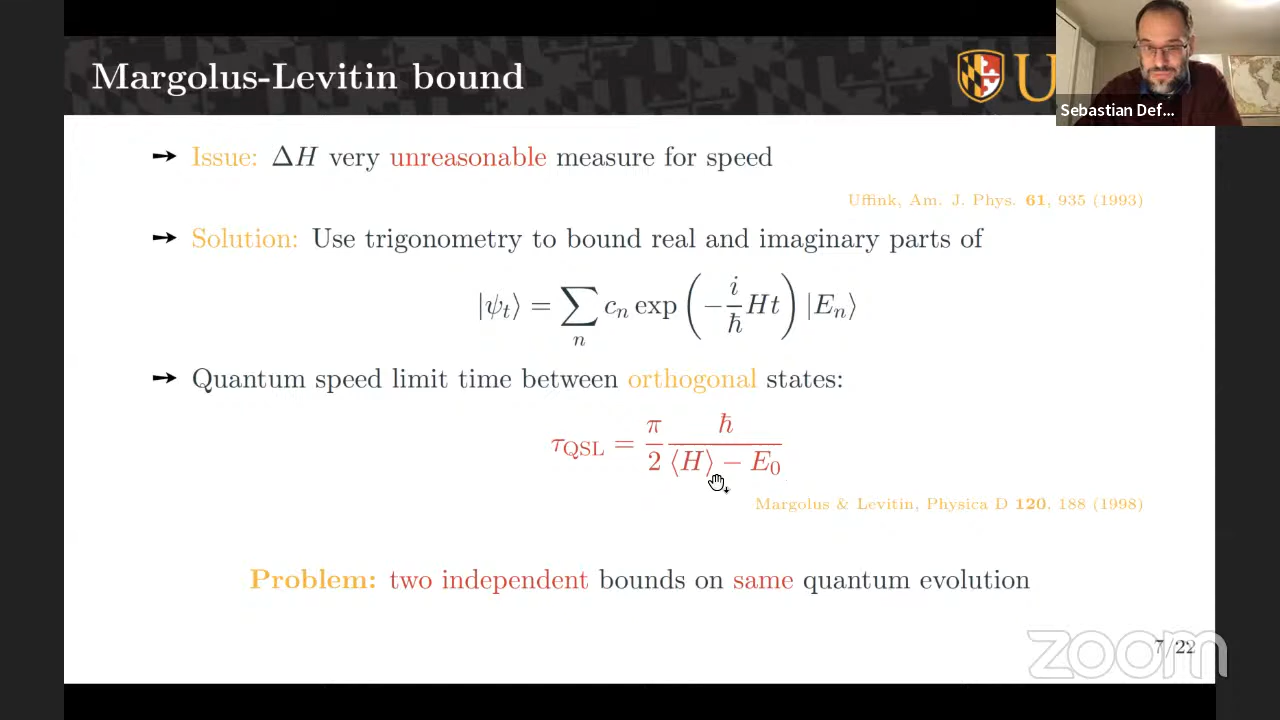 Margolus-Levitin bound
U
Sebastian Def...
➙ Issue: ΔH very unreasonable measure for speed
Uffink, Am. J. Phys. 61, 935 (1993)
➙ Solution: Use trigonometry to bound real and imaginary parts of
|ψ_t⟩ = ∑_n c_n exp(−i/ħ Ht) |E_n⟩
➙ Quantum speed limit time between orthogonal states:
τ_QSL = π/2 ħ/(⟨H⟩ − E_0)
Margolus & Levitin, Physica D 120, 188 (1998)
Problem: two independent bounds on same quantum evolution
7/22
zoom